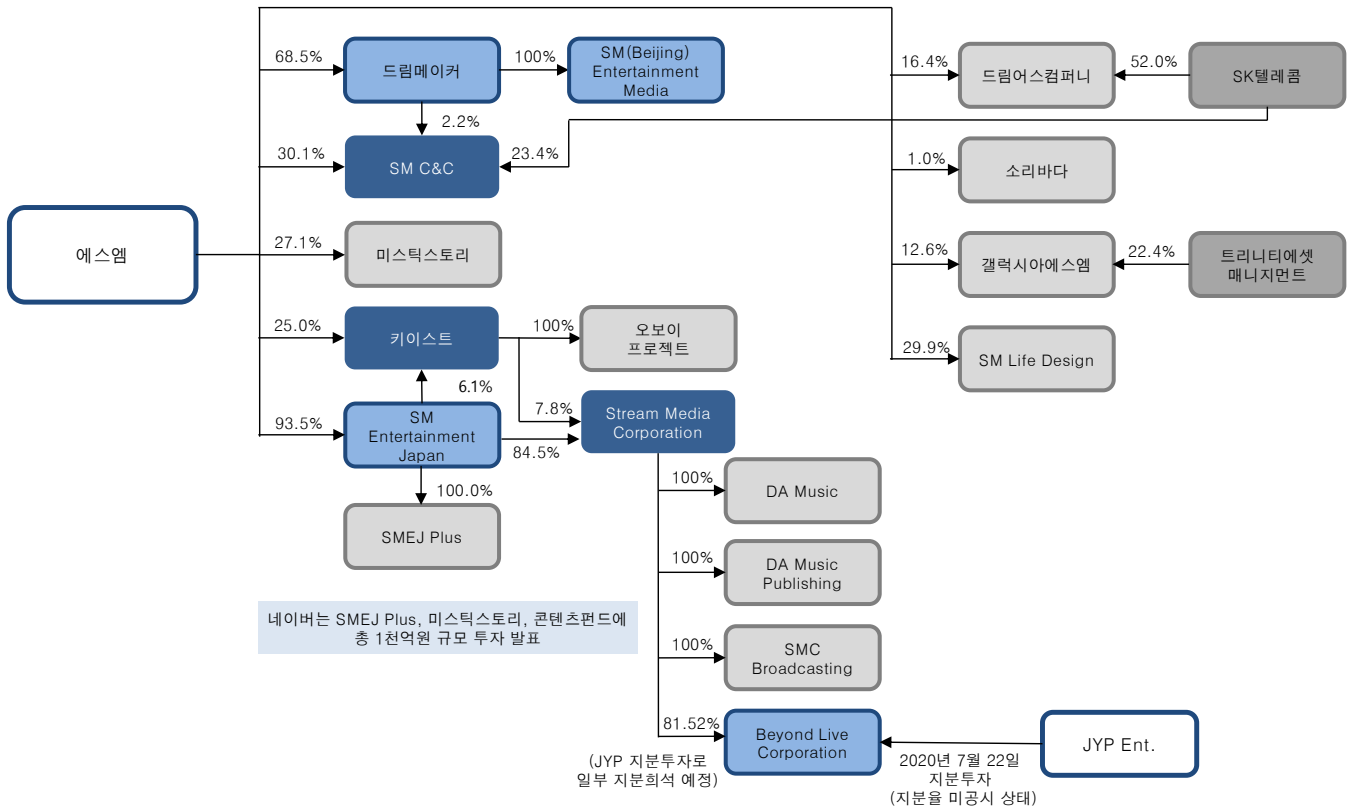 68.5%
드림메이커
100%
SM(Beijing)
Entertainment
Media
16.4%
드림어스컴퍼니
52.0%
SK텔레콤
2.2%
30.1%
SM C&C
23.4%
1.0%
소리바다
에스엠
27.1%
미스틱스토리
12.6%
갤럭시아에스엠
22.4%
트리니티에셋
매니지먼트
25.0%
키이스트
100%
오보이
프로젝트
29.9%
SM Life Design
6.1%
93.5%
SM
Entertainment
Japan
7.8%
84.5%
Stream Media
Corporation
100.0%
SMEJ Plus
100%
DA Music
100%
DA Music
Publishing
네이버는 SMEJ Plus, 미스틱스토리, 콘텐츠펀드에
총 1천억원 규모 투자 발표
100%
SMC
Broadcasting
81.52%
(JYP 지분투자로
일부 지분희석 예정)
Beyond Live
Corporation
2020년 7월 22일
지분투자
(지분율 미공시 상태)
JYP Ent.